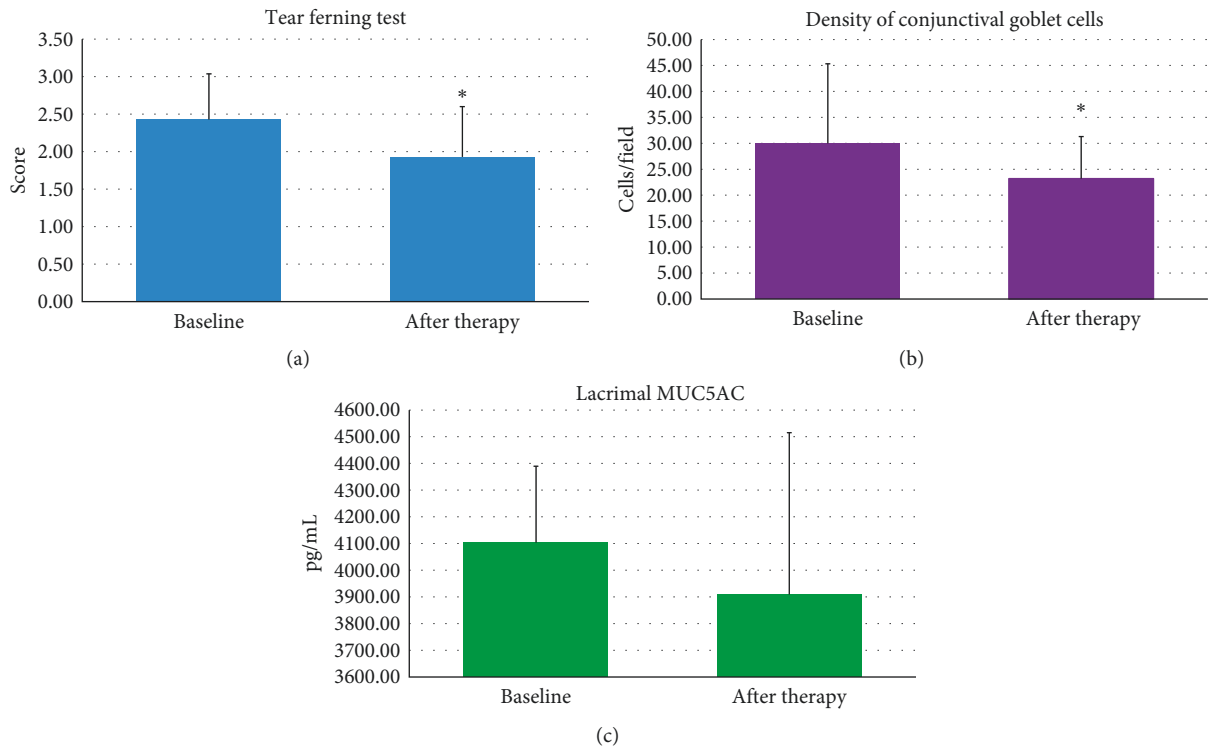 Tear ferning test
3.50
3.00
2.50
2.00
1.50
1.00
0.50
0.00
Score
*
Baseline
After therapy
(a)
Density of conjunctival goblet cells
50.00
45.00
40.00
35.00
30.00
25.00
20.00
15.00
10.00
5.00
0.00
Cells/field
*
Baseline
After therapy
(b)
Lacrimal MUC5AC
4600.00
4500.00
4400.00
4300.00
4200.00
4100.00
4000.00
3900.00
3800.00
3700.00
3600.00
pg/mL
Baseline
After therapy
(c)